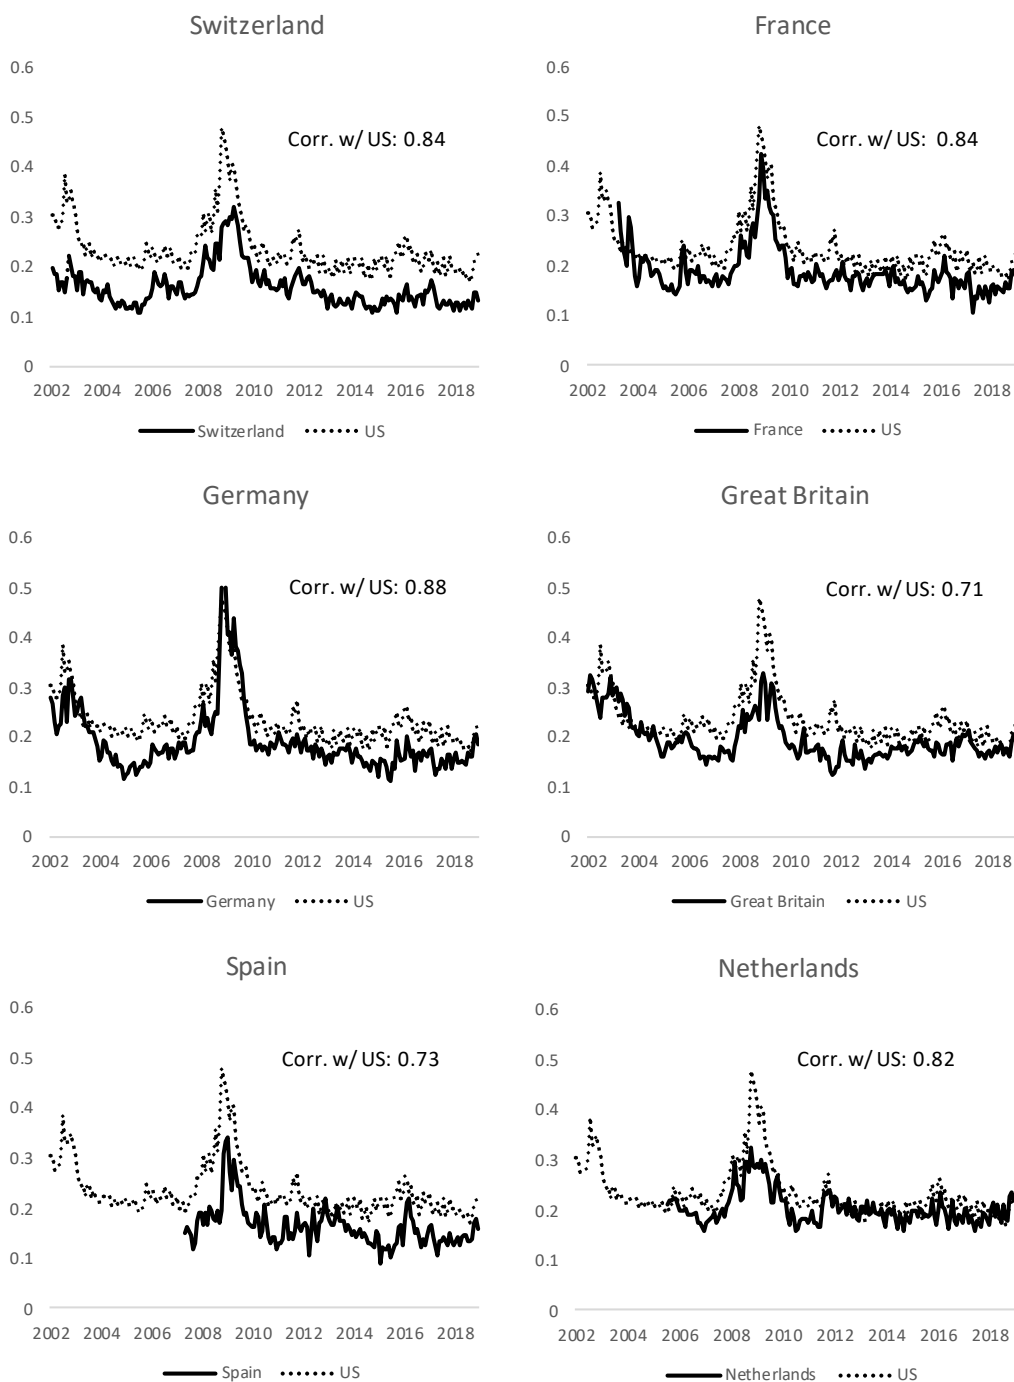 Switzerland
0.6
0.5
Corr. w/ US: 0.84
0.4
0.3
0.2
0.1
0
2002 2004 2006 2008 2010 2012 2014 2016 2018
Switzerland US
France
0.6
0.5
Corr. w/ US: 0.84
0.4
0.3
0.2
0.1
0
2002 2004 2006 2008 2010 2012 2014 2016 2018
France US
Germany
0.6
0.5
Corr. w/ US: 0.88
0.4
0.3
0.2
0.1
0
2002 2004 2006 2008 2010 2012 2014 2016 2018
Germany US
Great Britain
0.6
0.5
Corr. w/ US: 0.71
0.4
0.3
0.2
0.1
0
2002 2004 2006 2008 2010 2012 2014 2016 2018
Great Britain US
Spain
0.6
0.5
Corr. w/ US: 0.73
0.4
0.3
0.2
0.1
0
2002 2004 2006 2008 2010 2012 2014 2016 2018
Spain US
Netherlands
0.6
0.5
Corr. w/ US: 0.82
0.4
0.3
0.2
0.1
0
2002 2004 2006 2008 2010 2012 2014 2016 2018
Netherlands US